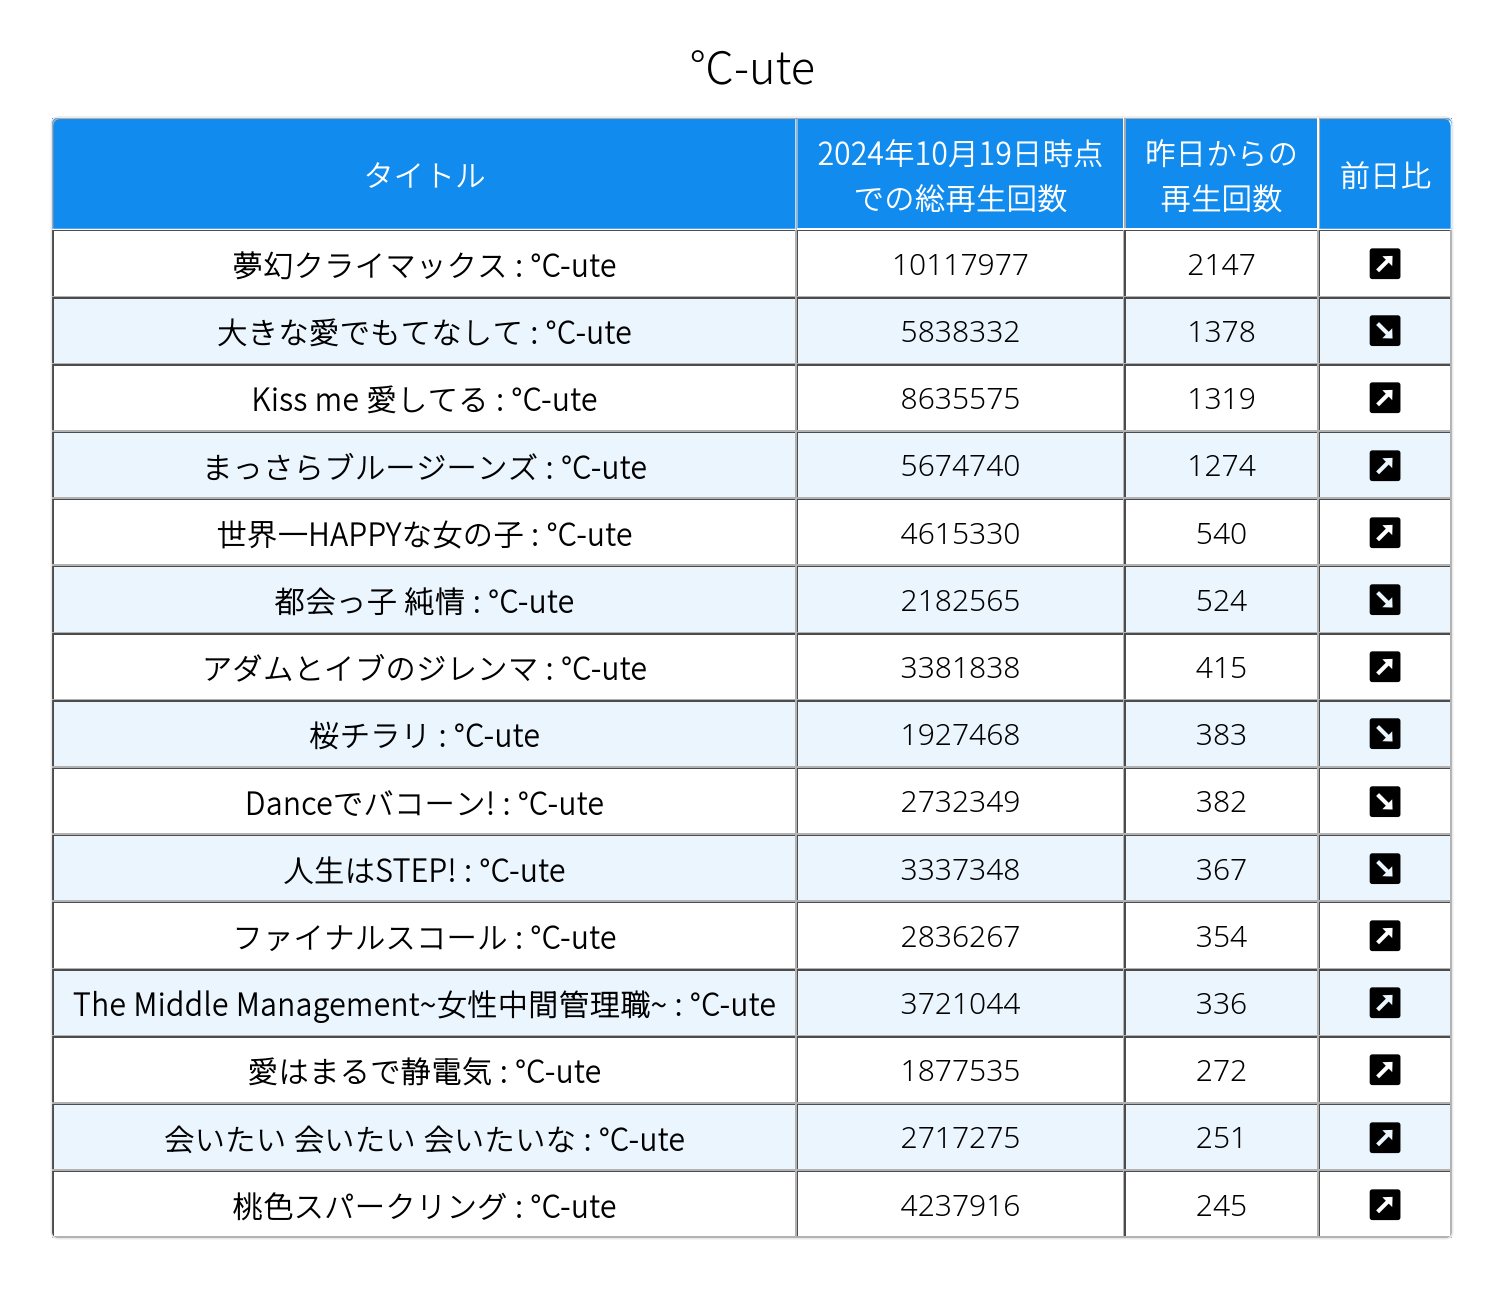 ℃-ute
タイトル
2024年10月19日時点
での総再生回数
昨日からの
再生回数
前日比
夢幻クライマックス : ℃-ute 10117977 2147 ↗
大きな愛でもてなして : ℃-ute 5838332 1378 ↘
Kiss me 愛してる : ℃-ute 8635575 1319 ↗
まっさらブルージーンズ : ℃-ute 5674740 1274 ↗
世界一HAPPYな女の子 : ℃-ute 4615330 540 ↗
都会っ子 純情 : ℃-ute 2182565 524 ↘
アダムとイブのジレンマ : ℃-ute 3381838 415 ↗
桜チラリ : ℃-ute 1927468 383 ↘
Danceでバコーン! : ℃-ute 2732349 382 ↘
人生はSTEP! : ℃-ute 3337348 367 ↘
ファイナルスコール : ℃-ute 2836267 354 ↗
The Middle Management~女性中間管理職~ : ℃-ute 3721044 336 ↗
愛はまるで静電気 : ℃-ute 1877535 272 ↗
会いたい 会いたい 会いたいな : ℃-ute 2717275 251 ↗
桃色スパークリング : ℃-ute 4237916 245 ↗